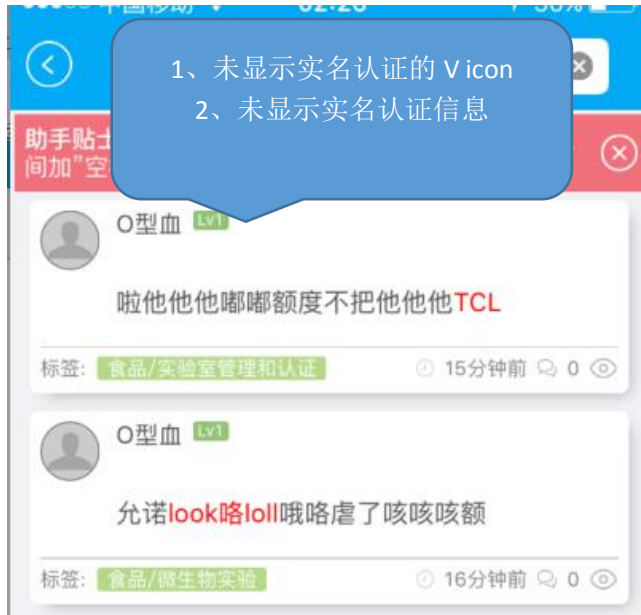 中国移动
02:28
1、未显示实名认证的 V icon
2、未显示实名认证信息
助手贴士
间加"空
O型血 Lv1
啦他他他嘟嘟额度不把他他他TCL
标签: 食品/实验室管理和认证 15分钟前 0
O型血 Lv1
允诺look咯loll哦咯虐了咳咳咳额
标签: 食品/微生物实验 16分钟前 0